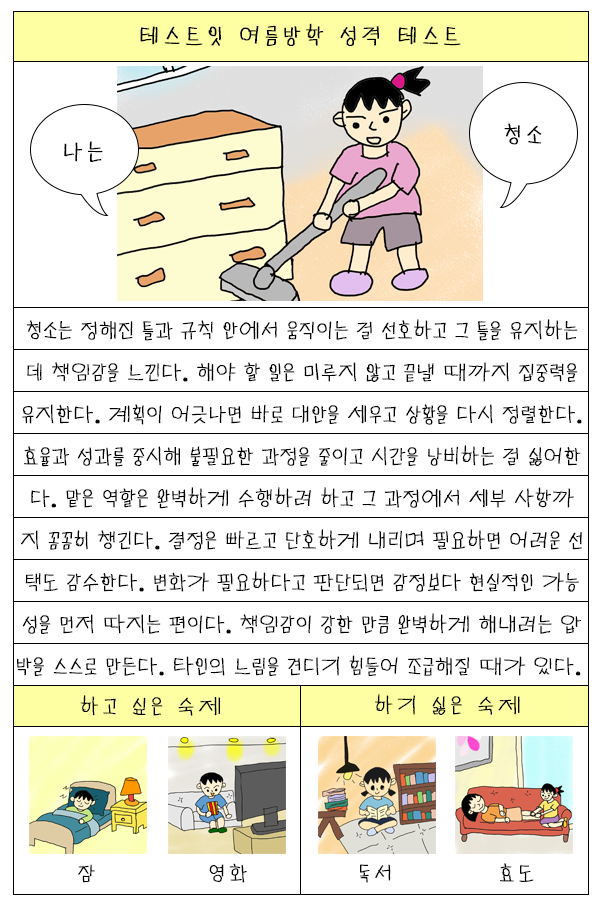 테스트잇 여름방학 성격 테스트
나는
청소
청소는 정해진 틀과 규칙 안에서 움직이는 걸 선호하고 그 틀을 유지하는
데 책임감을 느낀다. 해야 할 일은 미루지 않고 끝낼 때까지 집중력을
유지한다. 계획이 어긋나면 바로 대안을 세우고 상황을 다시 정렬한다.
효율과 성과를 중시해 불필요한 과정을 줄이고 시간을 낭비하는 걸 싫어한
다. 맡은 역할은 완벽하게 수행하려 하고 그 과정에서 세부 사항까
지 꼼꼼히 챙긴다. 결정은 빠르고 단호하게 내리며 필요하면 어려운 선
택도 감수한다. 변화가 필요하다고 판단되면 감정보다 현실적인 가능
성을 먼저 따지는 편이다. 책임감이 강한 만큼 완벽하게 해내려는 압
박을 스스로 만든다. 타인의 느림을 견디기 힘들어 조급해질 때가 있다.
하고 싶은 숙제
하기 싫은 숙제
잠
영화
독서
효도